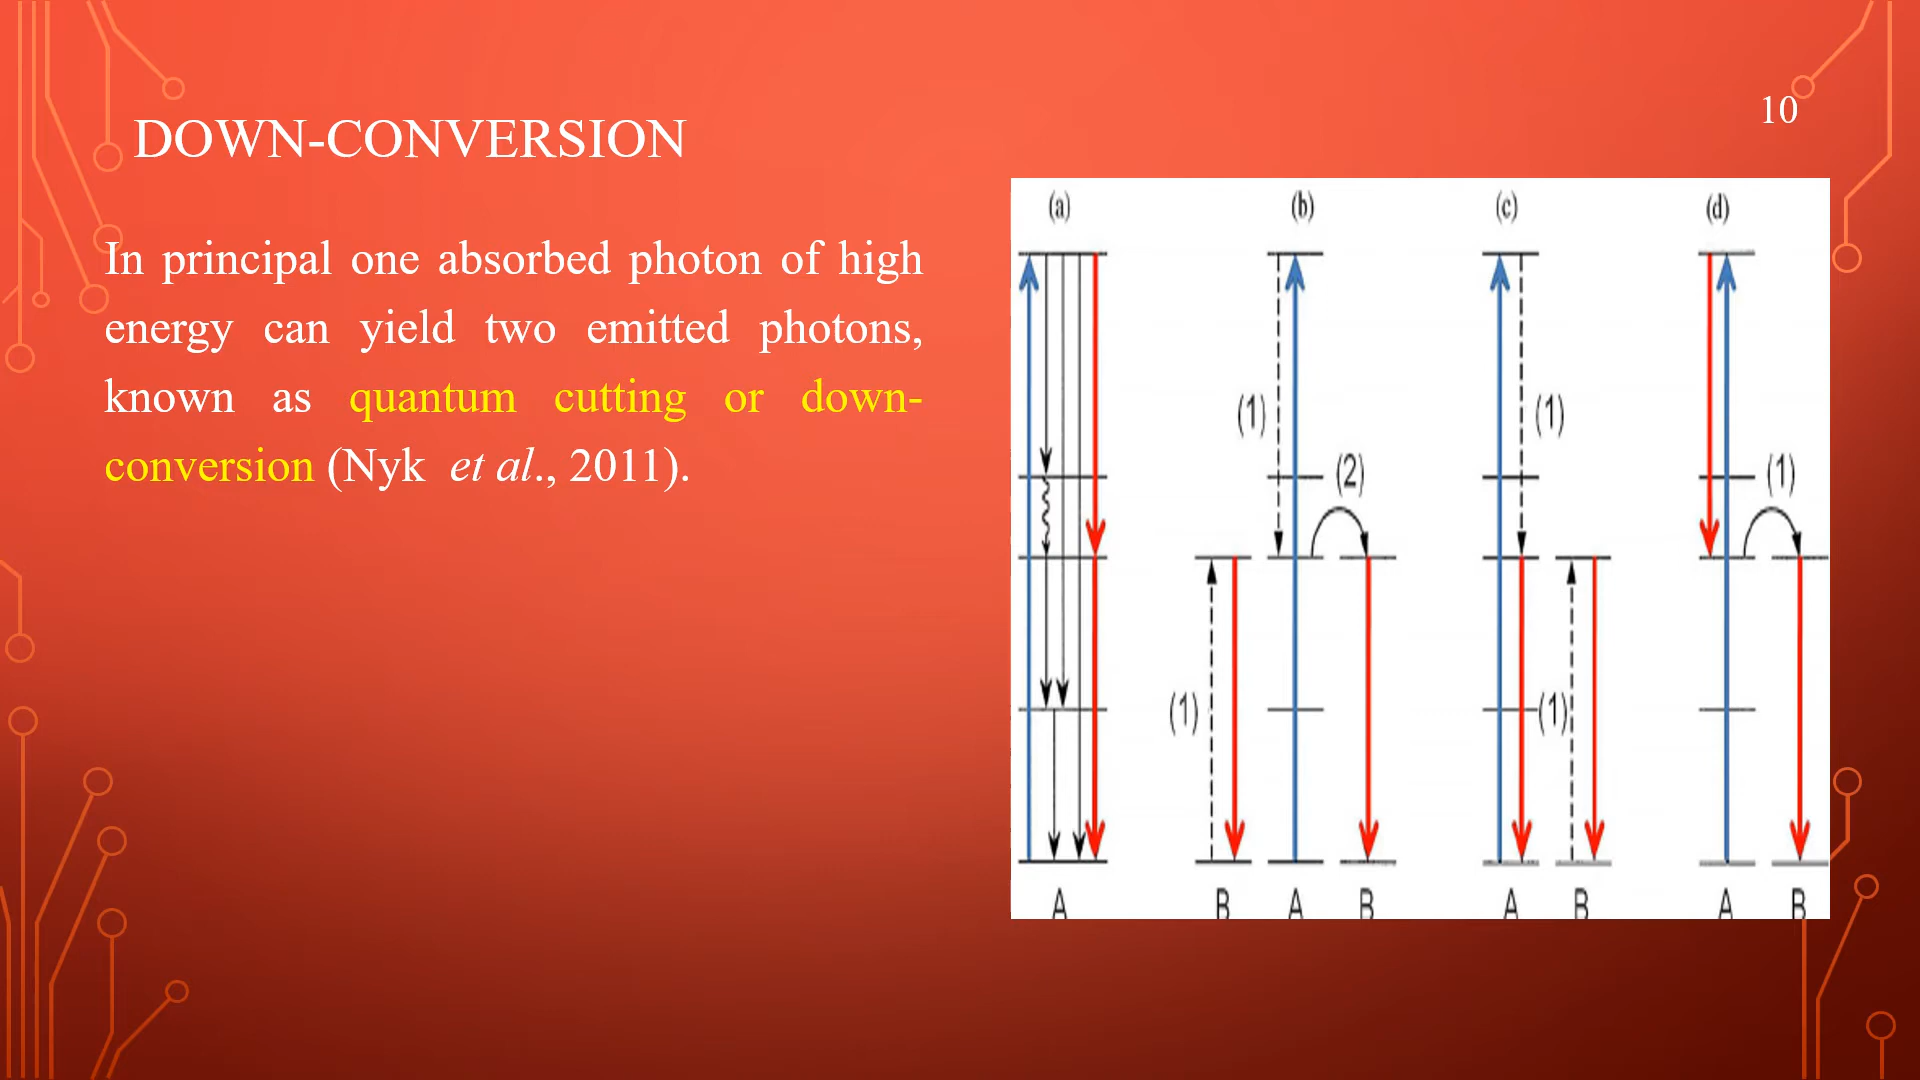 10
DOWN-CONVERSION
In principal one absorbed photon of high
energy can yield two emitted photons,
known as quantum cutting or down-
conversion (Nyk et al., 2011).
(a) (b) (c) (d)
(1) (1)
(2) (1)
(1) (1)
A B A B A B A B